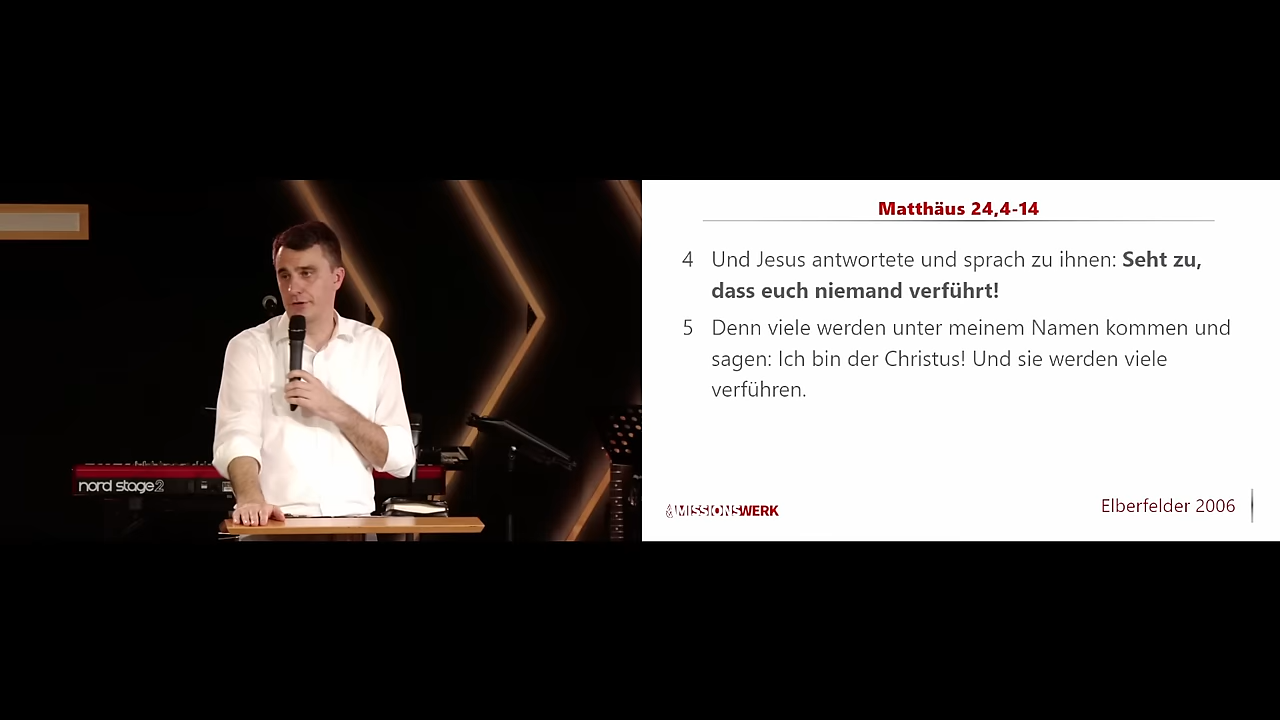 nord stage 2
Matthäus 24,4-14
4 Und Jesus antwortete und sprach zu ihnen: Seht zu,
dass euch niemand verführt!
5 Denn viele werden unter meinem Namen kommen und
sagen: Ich bin der Christus! Und sie werden viele
verführen.
MISSIONSWERK
Elberfelder 2006